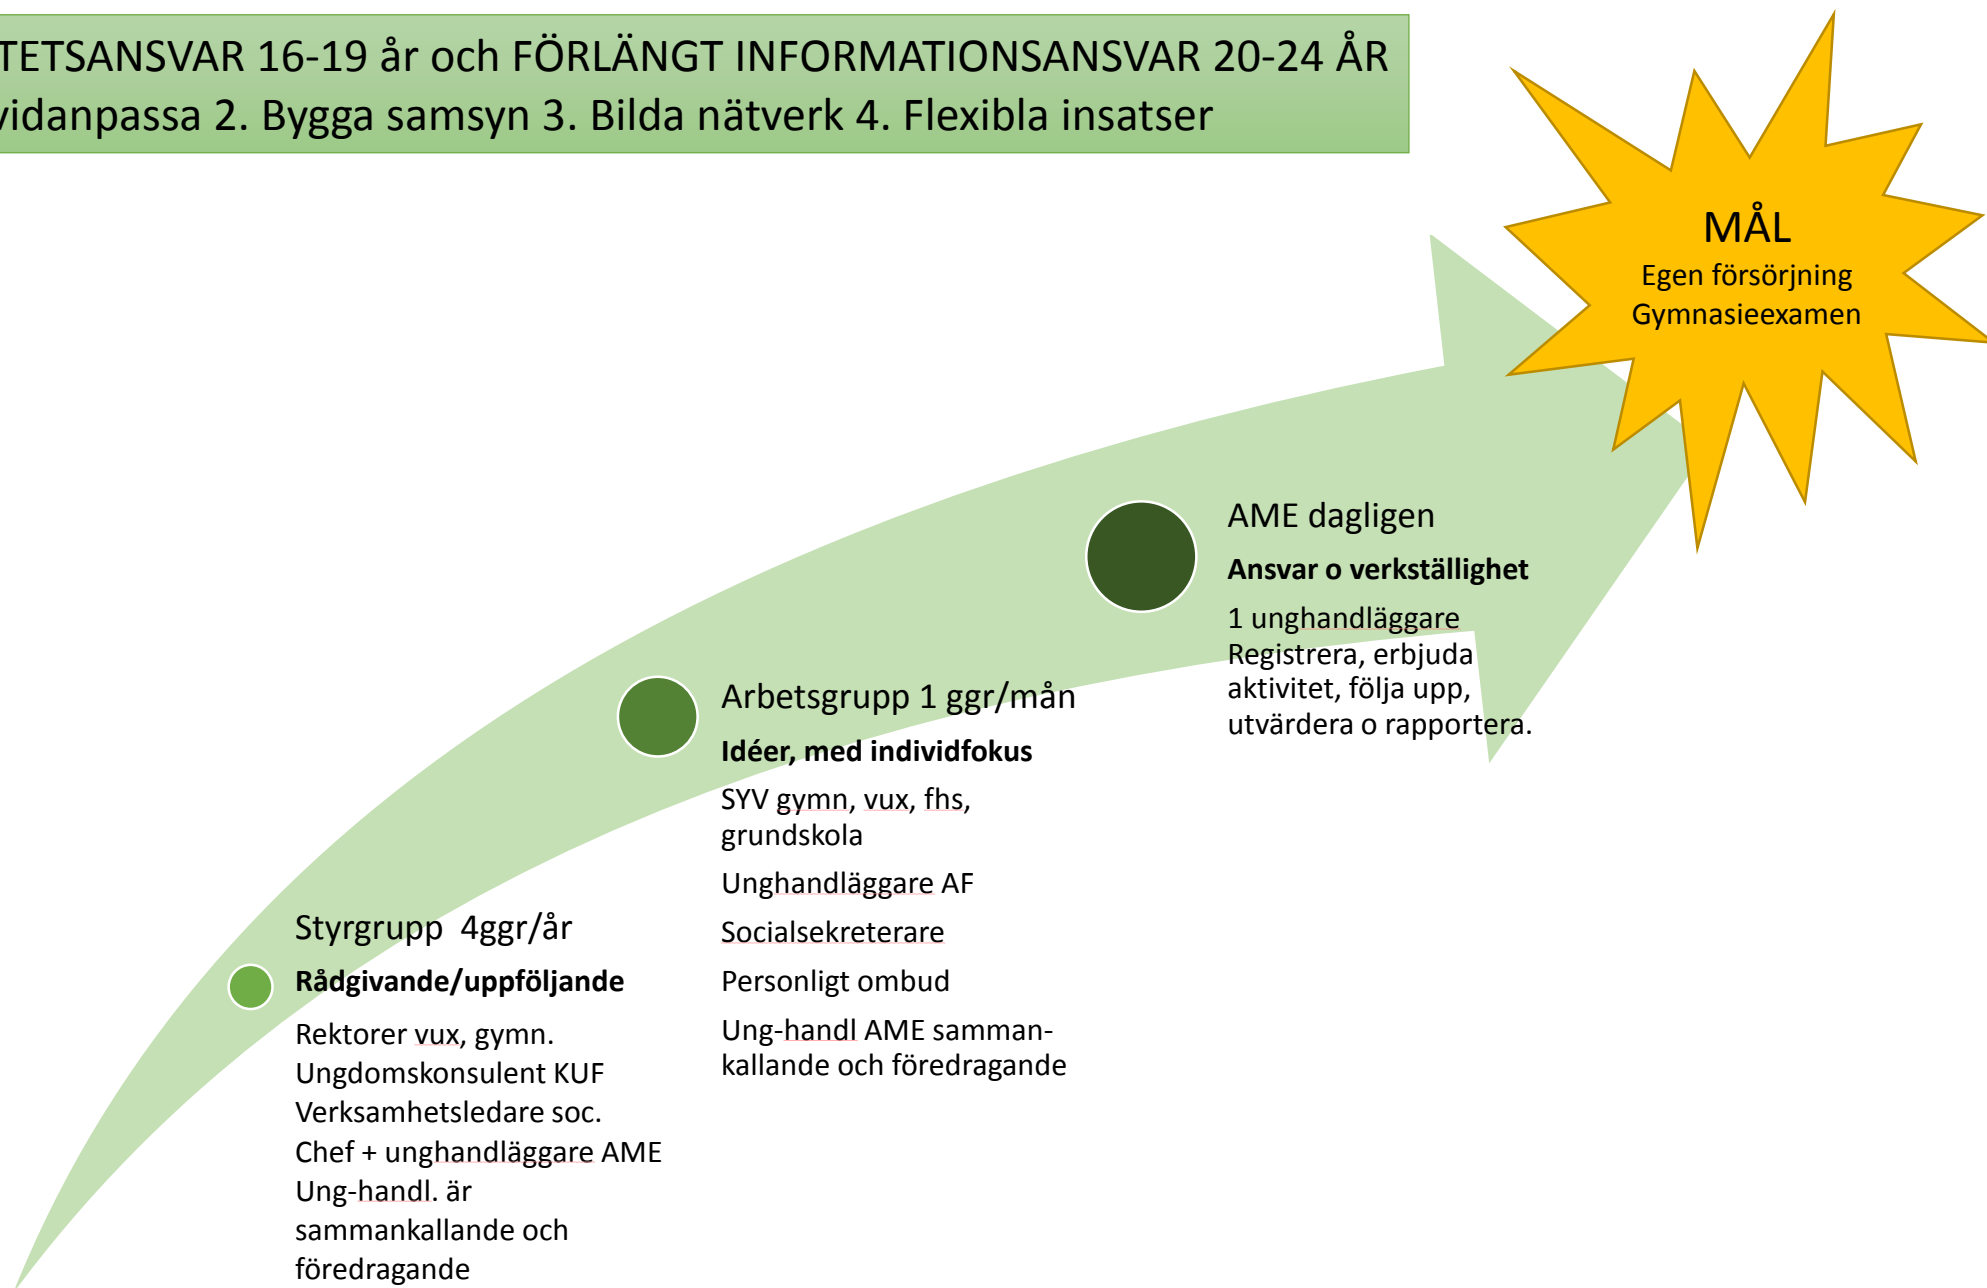 TETSANSVAR 16-19 år och FÖRLÄNGT INFORMATIONSANSVAR 20-24 ÅR
vidanpassa 2. Bygga samsyn 3. Bilda nätverk 4. Flexibla insatser
MÅL
Egen försörjning
Gymnasieexamen
AME dagligen
Ansvar o verkställighet
1 unghandläggare
Registrera, erbjuda
aktivitet, följa upp,
utvärdera o rapportera.
Arbetsgrupp 1 ggr/mån
Idéer, med individfokus
SYV gymn, vux, fhs,
grundskola
Unghandläggare AF
Socialsekreterare
Personligt ombud
Ung-handl AME samman-
kallande och föredragande
Styrgrupp 4ggr/år
Rådgivande/uppföljande
Rektorer vux, gymn.
Ungdomskonsulent KUF
Verksamhetsledare soc.
Chef + unghandläggare AME
Ung-handl. är
sammankallande och
föredragande